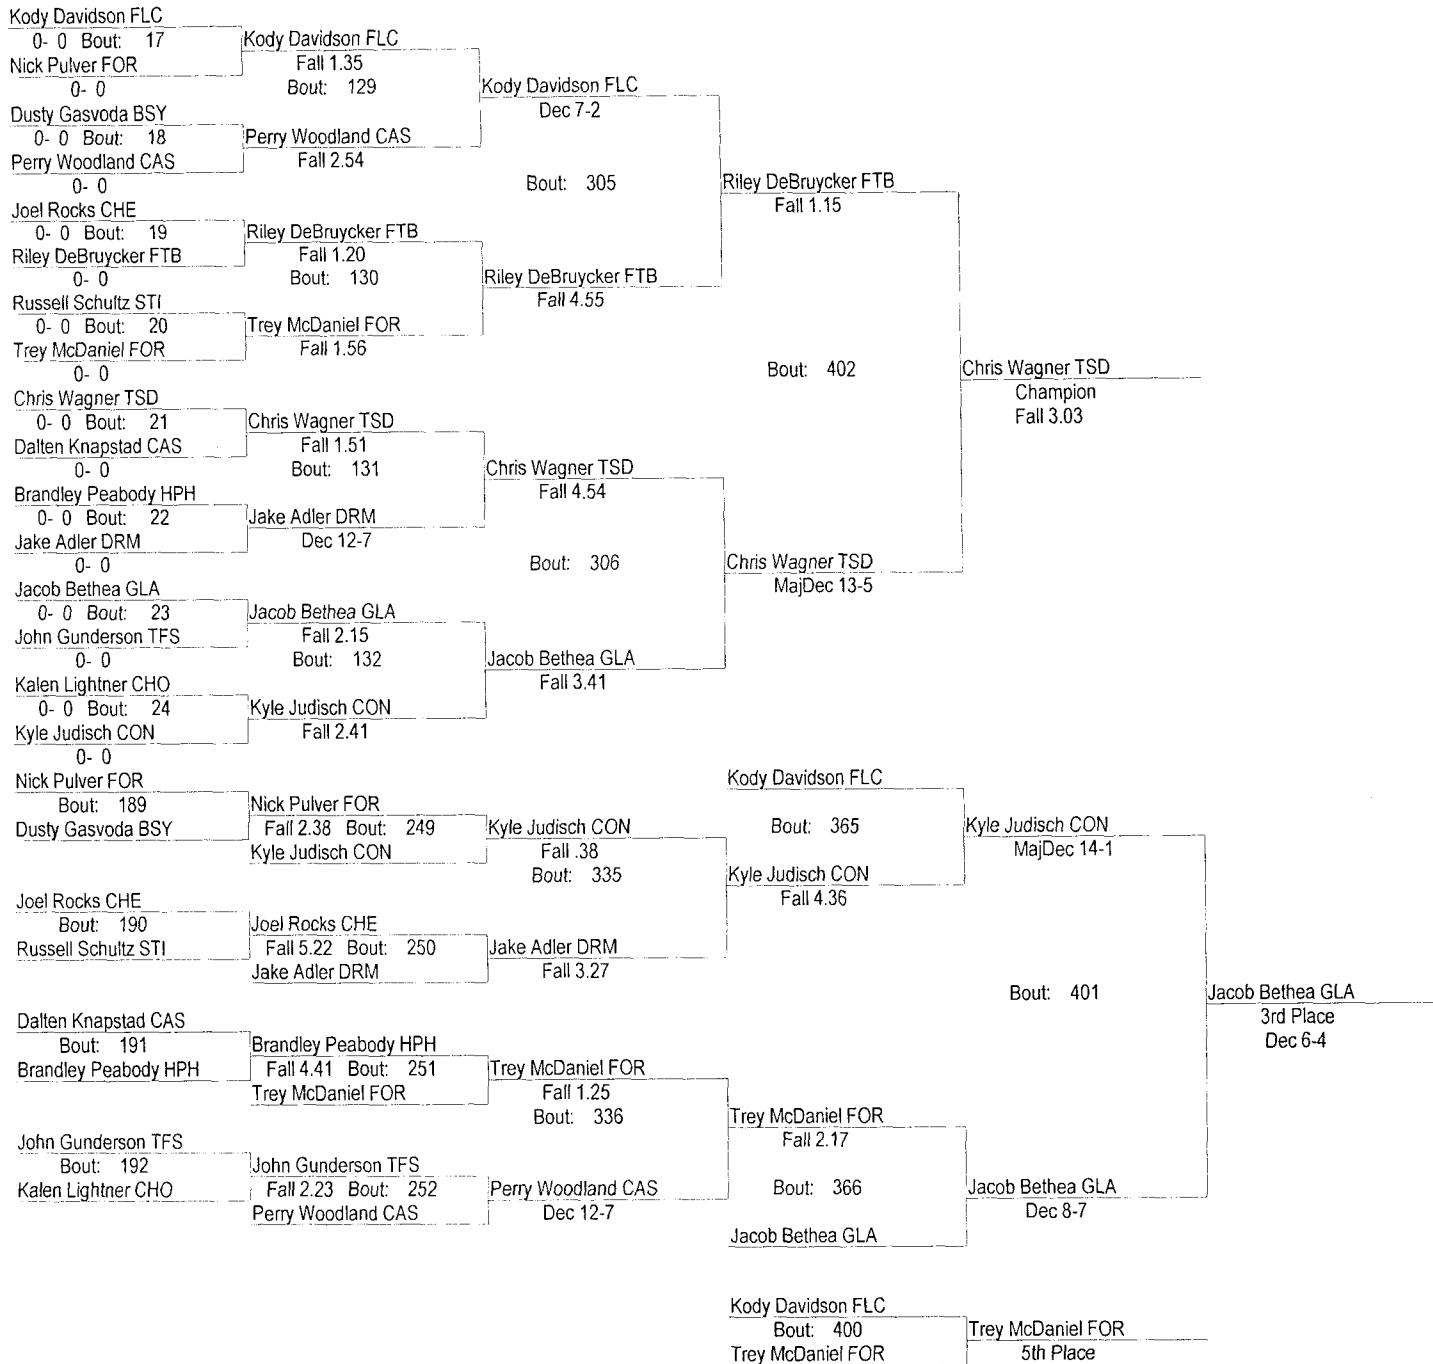 Kody Davidson FLC
0- 0 Bout: 17
Nick Pulver FOR
0- 0
Dusty Gasvoda BSY
0- 0 Bout: 18
Perry Woodland CAS
0- 0
Joel Rocks CHE
0- 0 Bout: 19
Riley DeBruycker FTB
0- 0
Russell Schultz STI
0- 0 Bout: 20
Trey McDaniel FOR
0- 0
Chris Wagner TSD
0- 0 Bout: 21
Dalten Knapstad CAS
0- 0
Brandley Peabody HPH
0- 0 Bout: 22
Jake Adler DRM
0- 0
Jacob Bethea GLA
0- 0 Bout: 23
John Gunderson TFS
0- 0
Kalen Lightner CHO
0- 0 Bout: 24
Kyle Judisch CON
0- 0
Kody Davidson FLC
Fall 1.35
Bout: 129
Perry Woodland CAS
Fall 2.54
Riley DeBruycker FTB
Fall 1.20
Bout: 130
Trey McDaniel FOR
Fall 1.56
Chris Wagner TSD
Fall 1.51
Bout: 131
Jake Adler DRM
Dec 12-7
Jacob Bethea GLA
Fall 2.15
Bout: 132
Kyle Judisch CON
Fall 2.41
Kody Davidson FLC
Dec 7-2
Bout: 305
Riley DeBruycker FTB
Fall 4.55
Chris Wagner TSD
Fall 4.54
Bout: 306
Jacob Bethea GLA
Fall 3.41
Riley DeBruycker FTB
Fall 1.15
Bout: 402
Chris Wagner TSD
MajDec 13-5
Chris Wagner TSD
Champion
Fall 3.03
Nick Pulver FOR
Bout: 189
Dusty Gasvoda BSY
Joel Rocks CHE
Bout: 190
Russell Schultz STI
Dalten Knapstad CAS
Bout: 191
Brandley Peabody HPH
John Gunderson TFS
Bout: 192
Kalen Lightner CHO
Nick Pulver FOR
Fall 2.38 Bout: 249
Kyle Judisch CON
Joel Rocks CHE
Fall 5.22 Bout: 250
Jake Adler DRM
Brandley Peabody HPH
Fall 4.41 Bout: 251
Trey McDaniel FOR
John Gunderson TFS
Fall 2.23 Bout: 252
Perry Woodland CAS
Kyle Judisch CON
Fall .38
Bout: 335
Jake Adler DRM
Fall 3.27
Trey McDaniel FOR
Fall 1.25
Bout: 336
Perry Woodland CAS
Dec 12-7
Kody Davidson FLC
Bout: 365
Kyle Judisch CON
Fall 4.36
Trey McDaniel FOR
Fall 2.17
Bout: 366
Jacob Bethea GLA
Kyle Judisch CON
MajDec 14-1
Bout: 401
Jacob Bethea GLA
Dec 8-7
Jacob Bethea GLA
3rd Place
Dec 6-4
Kody Davidson FLC
Bout: 400
Trey McDaniel FOR
Trey McDaniel FOR
5th Place